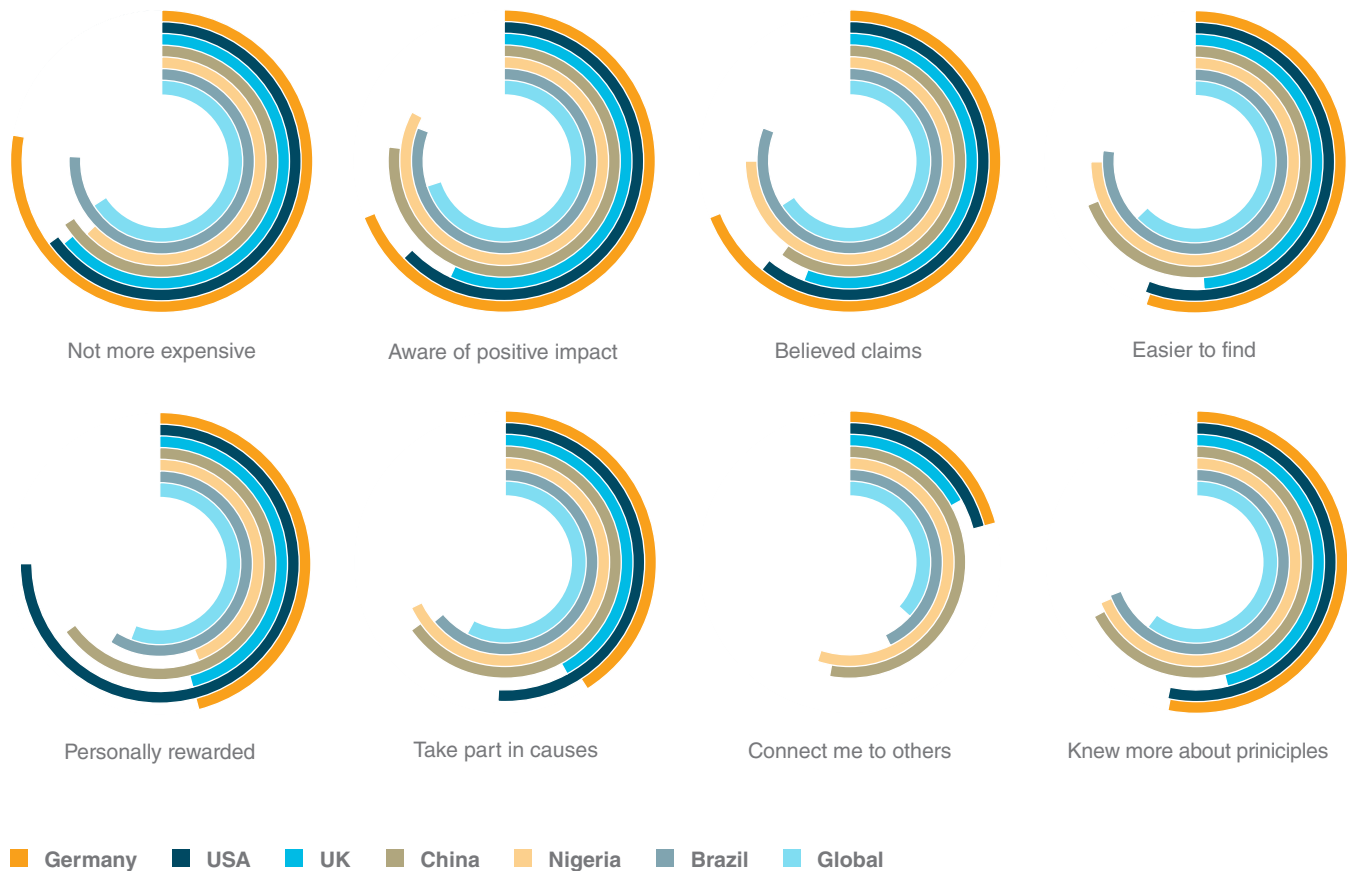 Not more expensive
Aware of positive impact
Believed claims
Easier to find
Personally rewarded
Take part in causes
Connect me to others
Knew more about priniciples
Germany
USA
UK
China
Nigeria
Brazil
Global